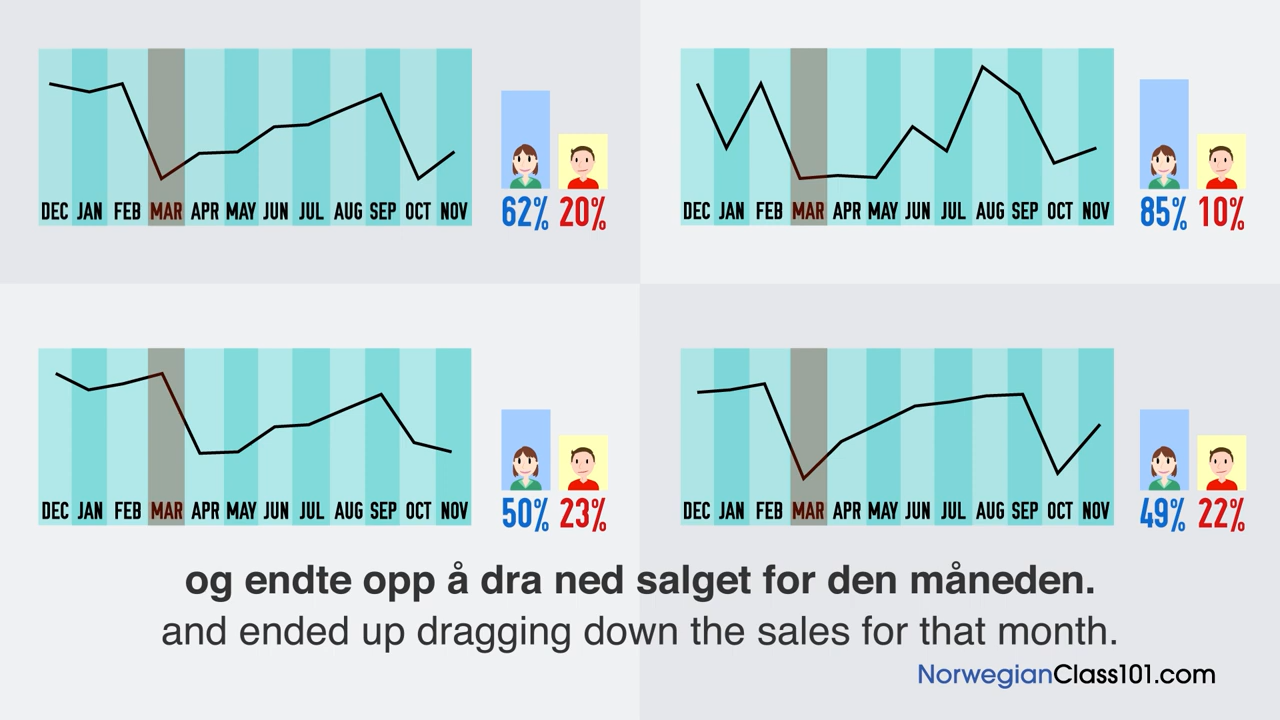 DEC JAN FEB MAR APR MAY JUN JUL AUG SEP OCT NOV
62% 20%
DEC JAN FEB MAR APR MAY JUN JUL AUG SEP OCT NOV
85% 10%
DEC JAN FEB MAR APR MAY JUN JUL AUG SEP OCT NOV
50% 23%
DEC JAN FEB MAR APR MAY JUN JUL AUG SEP OCT NOV
49% 22%
og endte opp å dra ned salget for den måneden.
and ended up dragging down the sales for that month.
NorwegianClass101.com